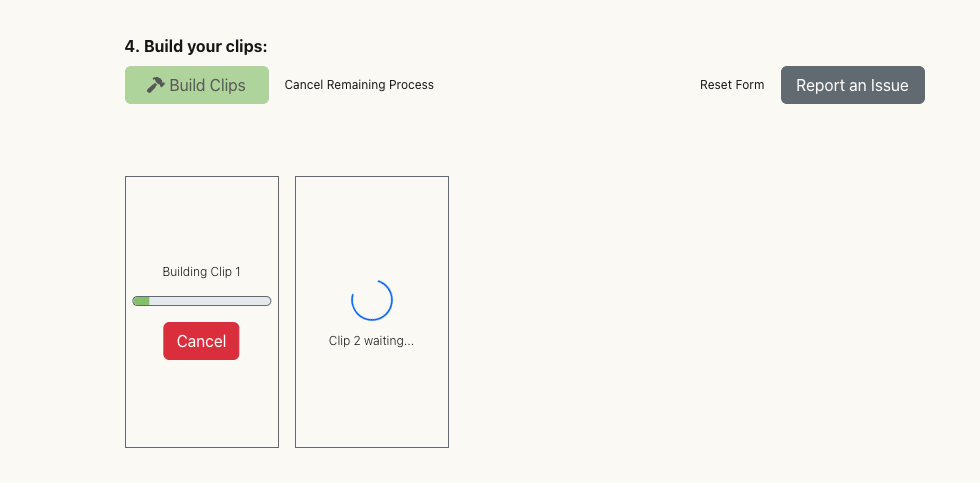 4. Build your clips:
Build Clips
Cancel Remaining Process
Reset Form
Report an Issue
Building Clip 1
Cancel
Clip 2 waiting...